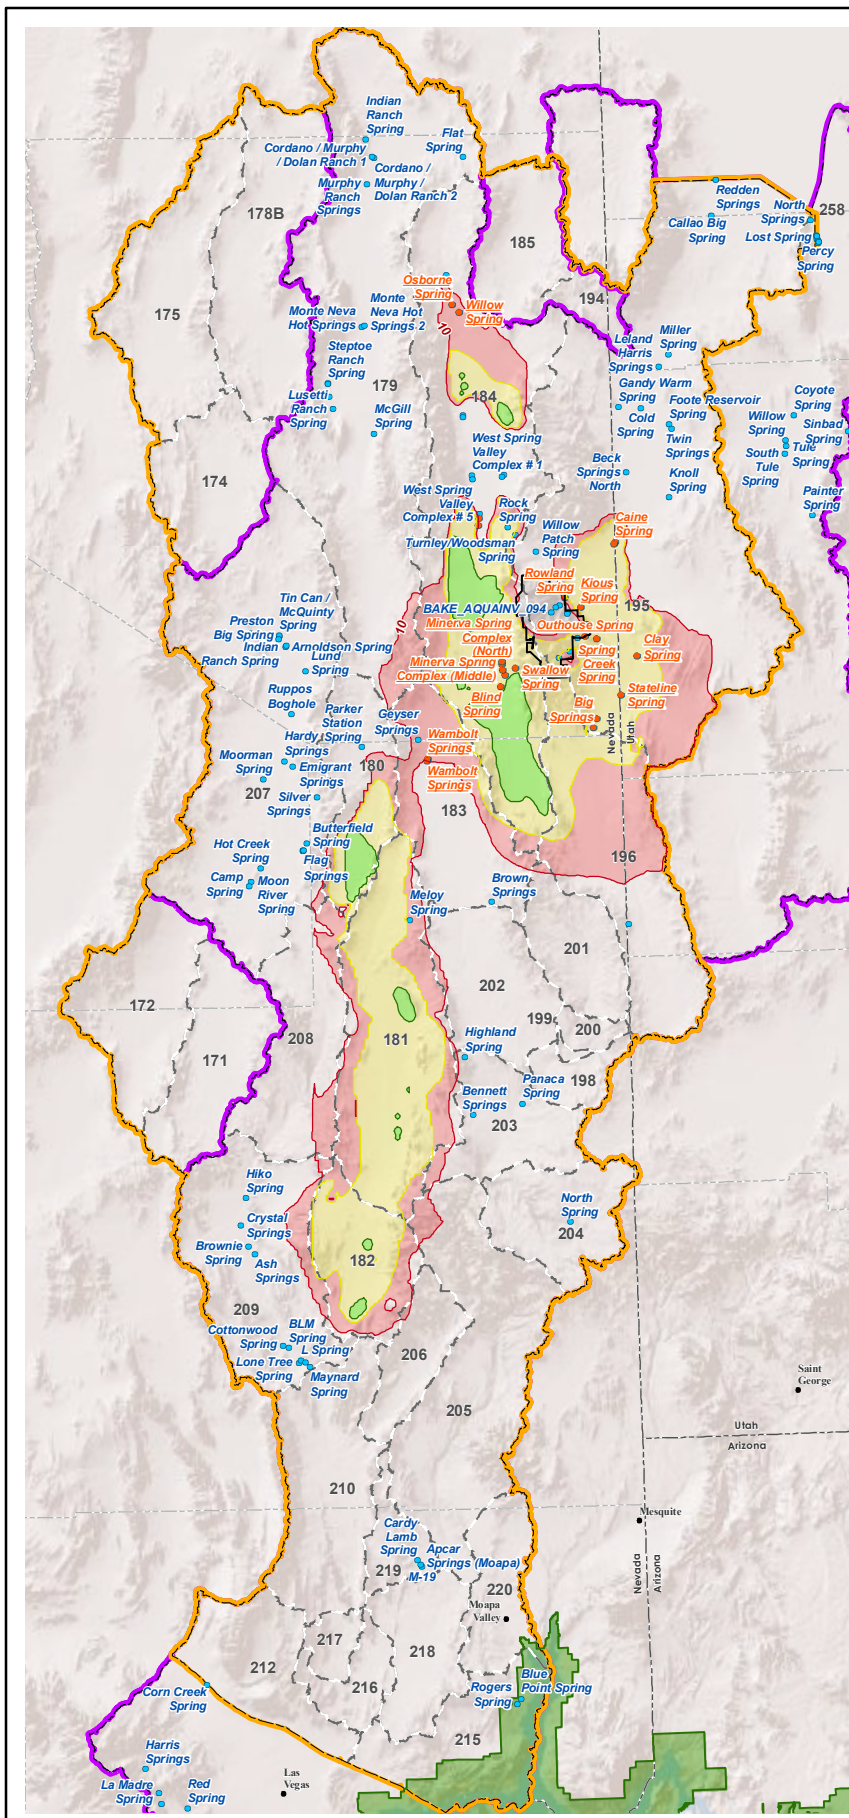 Indian
Ranch
Spring
Flat
Spring
Cordano / Murphy
/ Dolan Ranch 1
Cordano /
Murphy /
Dolan Ranch 2
Murphy
Ranch
Springs
178B
185
Redden
Springs
North
Springs
258
Callao Big
Spring
Lost Spring
Percy
Spring
Osborne
Spring
Willow
Spring
194
175
Monte Neva
Hot Springs
Monte
Neva Hot
Springs 2
10
Steptoe
Ranch
Spring
Leland
Harris
Springs
Miller
Spring
179
184
Lusetti
Ranch
Spring
McGill
Spring
Gandy Warm
Spring
Cold
Spring
Foote Reservoir
Spring
Twin
Springs
Coyote
Spring
Willow
Spring
Sinbad
Spring
Tule
Spring
South
Tule
Spring
174
West Spring
Valley
Complex # 1
Beck
Springs
North
Knoll
Spring
Painter
Spring
West Spring
Valley
Complex # 5
Rock
Spring
Turnley/Woodsman
Spring
Willow
Patch
Spring
Caine
Spring
Rowland
Spring
Kious
Spring
195
Tin Can /
McQuinty
Spring
Preston
Big Spring
Indian
Ranch Spring
Arnoldson Spring
Lund
Spring
10
BAKE_AQUAINV_094
Minerva Spring
Complex
(North)
Outhouse Spring
Spring
Creek
Spring
Clay
Spring
Minerva Spring
Complex (Middle)
Swallow
Spring
Blind
Spring
Stateline
Spring
Big
Springs
Nevada
Utah
Ruppos
Boghole
Parker
Station
Spring
Geyser
Springs
Hardy
Springs
Wambolt
Springs
Wambolt
Springs
Moorman
Spring
Emigrant
Springs
180
207
Silver
Springs
183
Butterfield
Spring
Flag
Springs
Hot Creek
Spring
Camp
Spring
Moon
River
Spring
196
Meloy
Spring
Brown
Springs
201
202
172
171
208
181
199
200
Highland
Spring
198
Panaca
Spring
Bennett
Springs
203
Hiko
Spring
Crystal
Springs
Brownie
Spring
Ash
Springs
North
Spring
204
182
209
Cottonwood
Spring
BLM
Spring
L Spring
Lone Tree
Spring
Maynard
Spring
206
205
Saint
George
Utah
Arizona
210
Mesquite
Cardy
Lamb
Spring
Apcar
Springs (Moapa)
M-19
219
220
Nevada
Arizona
Moapa
Valley
217
218
212
216
Corn Creek
Spring
Rogers
Spring
Blue
Point Spring
215
Harris
Springs
La Madre
Spring
Red
Spring
Las
Vegas